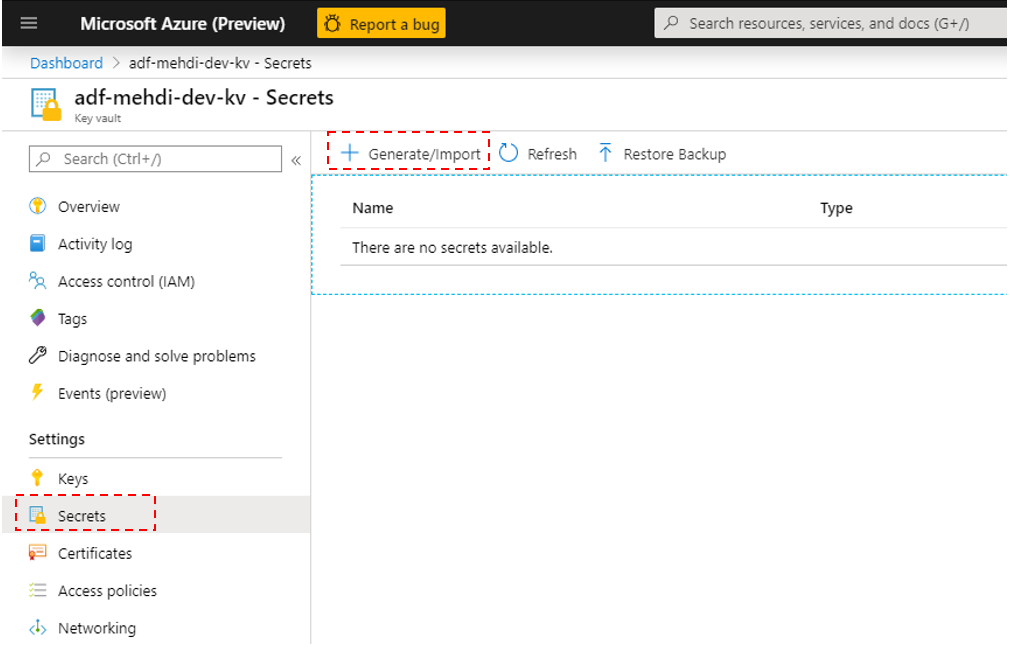 Microsoft Azure (Preview)
Report a bug
Search resources, services, and docs (G+/)
Dashboard > adf-mehdi-dev-kv - Secrets
adf-mehdi-dev-kv - Secrets
Key vault
Search (Ctrl+/)
«
Generate/Import
Refresh
Restore Backup
Overview
Activity log
Access control (IAM)
Tags
Diagnose and solve problems
Events (preview)
Settings
Keys
Secrets
Certificates
Access policies
Networking
Name
Type
There are no secrets available.